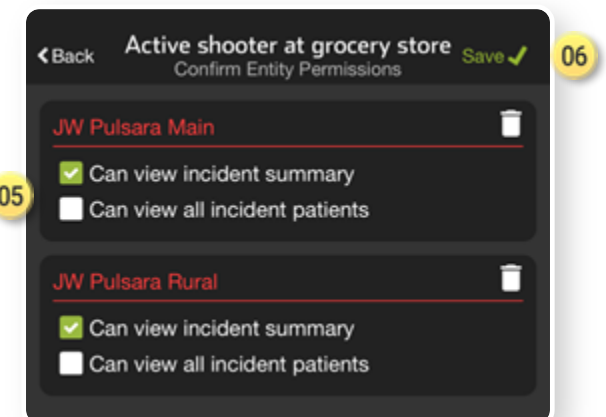 Back Active shooter at grocery store Save 06
Confirm Entity Permissions
JW Pulsara Main
Can view incident summary
05
Can view all incident patients
JW Pulsara Rural
Can view incident summary
Can view all incident patients